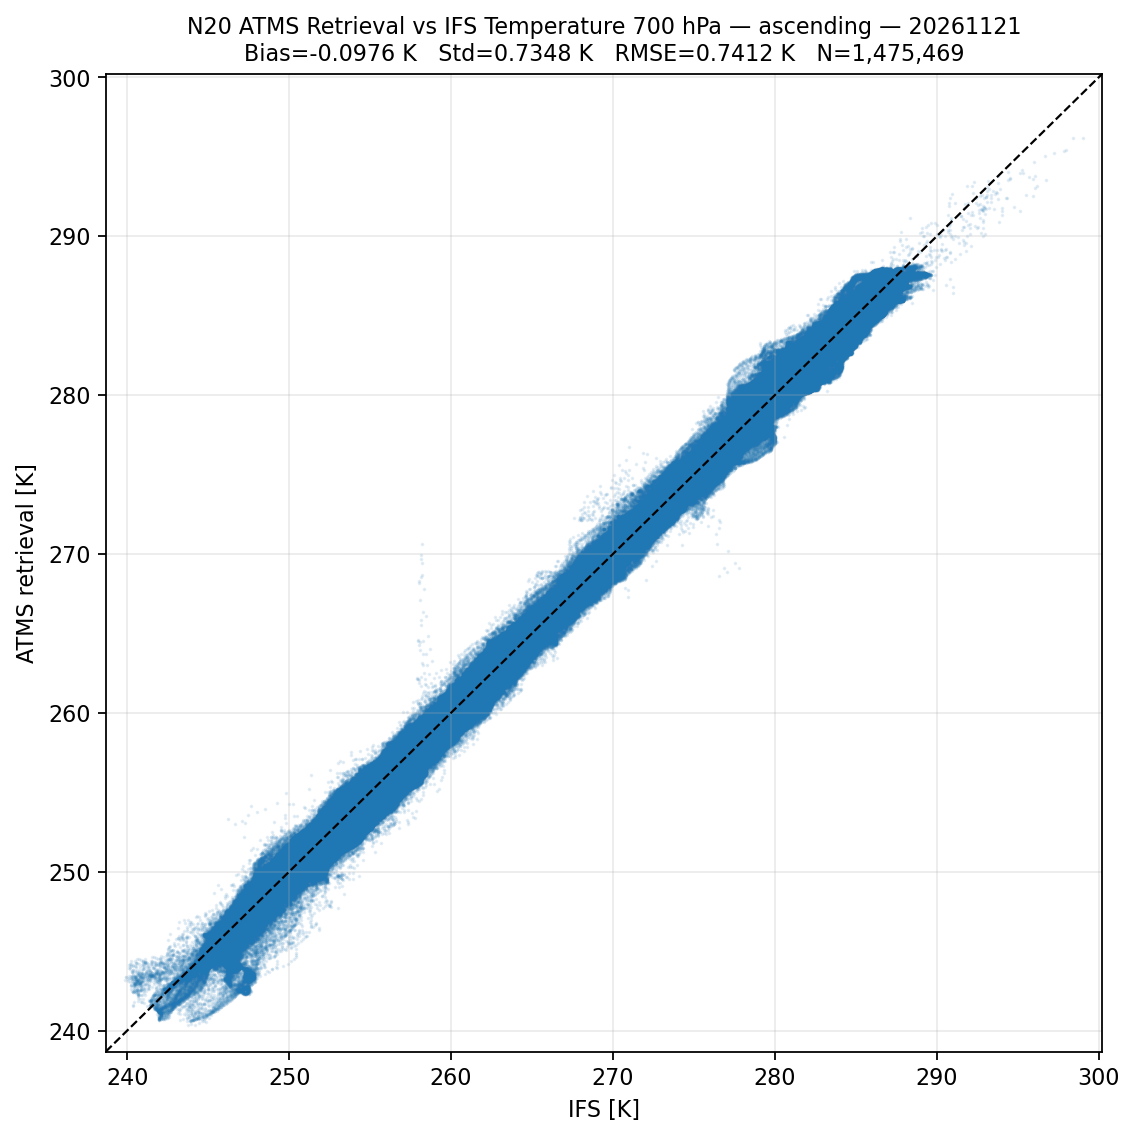 N20 ATMS Retrieval vs IFS Temperature 700 hPa — ascending — 20261121
Bias=-0.0976 K   Std=0.7348 K   RMSE=0.7412 K   N=1,475,469
300
290
280
270
260
250
240
ATMS retrieval [K]
240 250 260 270 280 290 300
IFS [K]